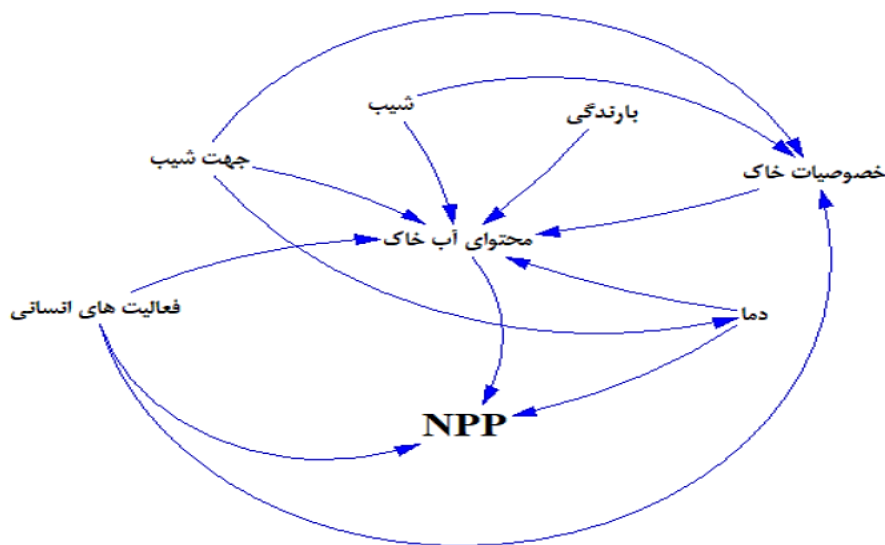 شیب
بارندگی
جهت شیب
خصوصیات خاک
محتوای آب خاک
فعالیت های انسانی
دما
NPP